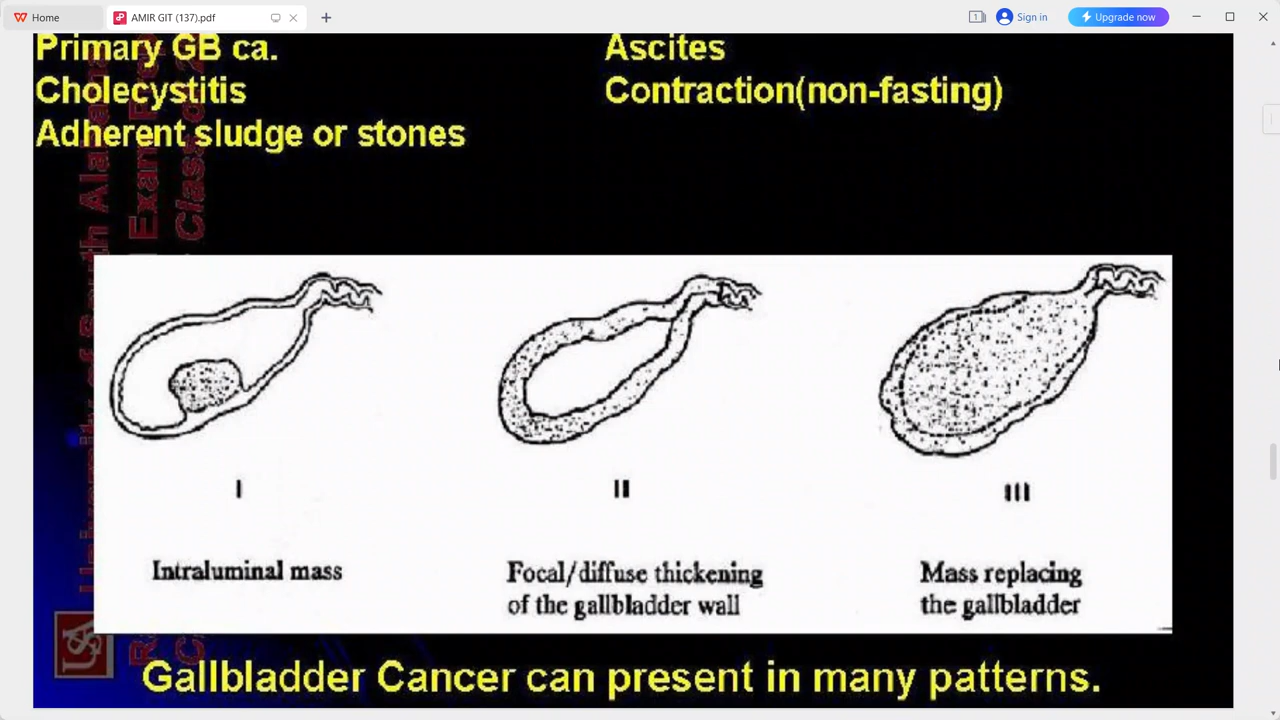 Home
AMIR GIT (137).pdf
1
Sign in
Upgrade now
Primary GB ca.
Cholecystitis
Adherent sludge or stones
Ascites
Contraction(non-fasting)
I
II
III
Intraluminal mass
Focal/diffuse thickening
of the gallbladder wall
Mass replacing
the gallbladder
USA
Gallbladder Cancer can present in many patterns.